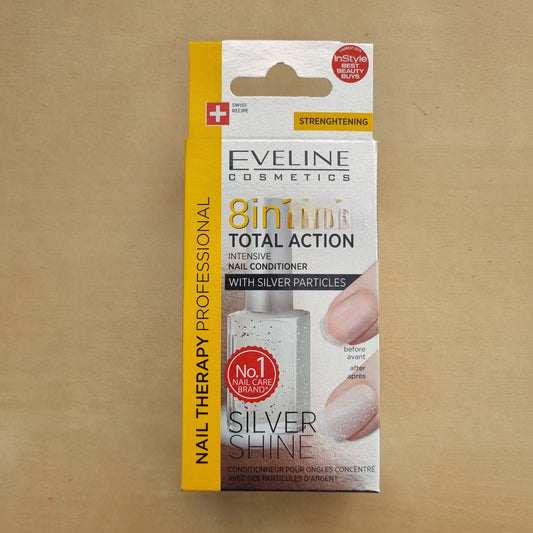 InStyle
BEST
BEAUTY
BUYS
SWISS
RECIPE
STRENGHTENING
EVELINE
COSMETICS
8in1
TOTAL ACTION
INTENSIVE
NAIL CONDITIONER
WITH SILVER PARTICLES
NAIL THERAPY PROFESSIONAL
before
avant
after
après
No.1
NAIL CARE
BRAND*
SILVER
SHINE
CONDITIONNEUR POUR ONGLES CONCENTRÉ
AVEC DES PARTICULES D'ARGENT